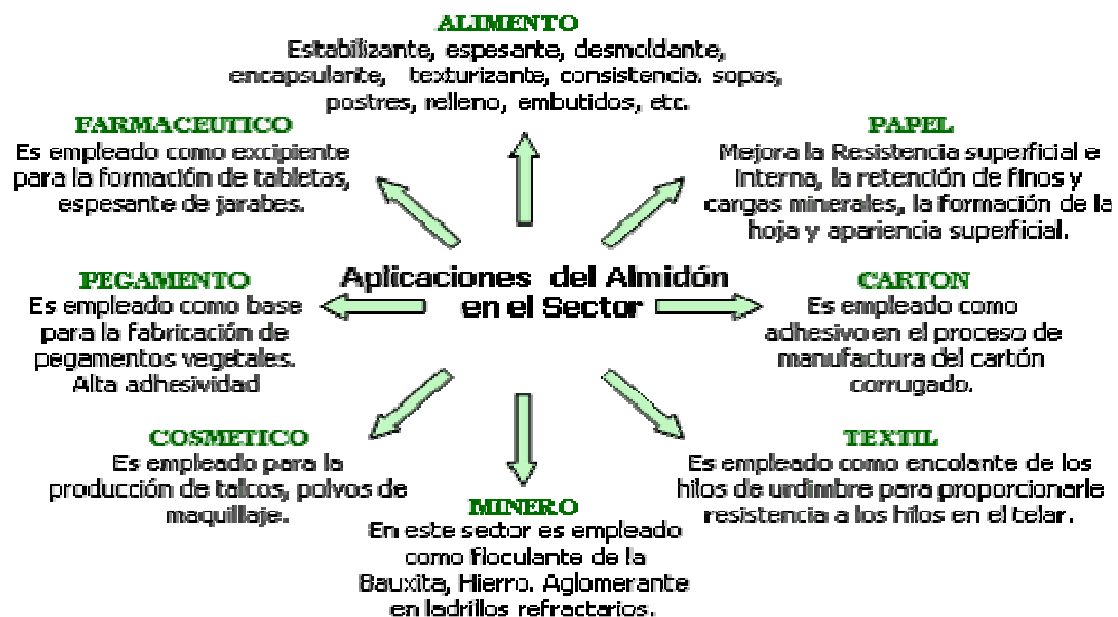 ALIMENTO
Estabilizante, espesante, desmoldante,
encapsulante, texturizante, consistencia. sopas,
postres, relleno, embutidos, etc.
FARMACEUTICO
Es empleado como excipiente
para la formación de tabletas,
espesante de jarabes.
PAPEL
Mejora la Resistencia superficial e
Interna, la retención de finos y
cargas minerales, la formación de la
hoja y apariencia superficial.
Aplicaciones del Almidón
en el Sector
PEGAMENTO
Es empleado como base
para la fabricación de
pegamentos vegetales.
Alta adhesividad
CARTON
Es empleado como
adhesivo en el proceso de
manufactura del cartón
corrugado.
COSMETICO
Es empleado para la
producción de talcos, polvos de
maquillaje.
MINERO
En este sector es empleado
como floculante de la
Bauxita, Hierro. Aglomerante
en ladrillos refractarios.
TEXTIL
Es empleado como encolante de los
hilos de urdimbre para proporcionarle
resistencia a los hilos en el telar.